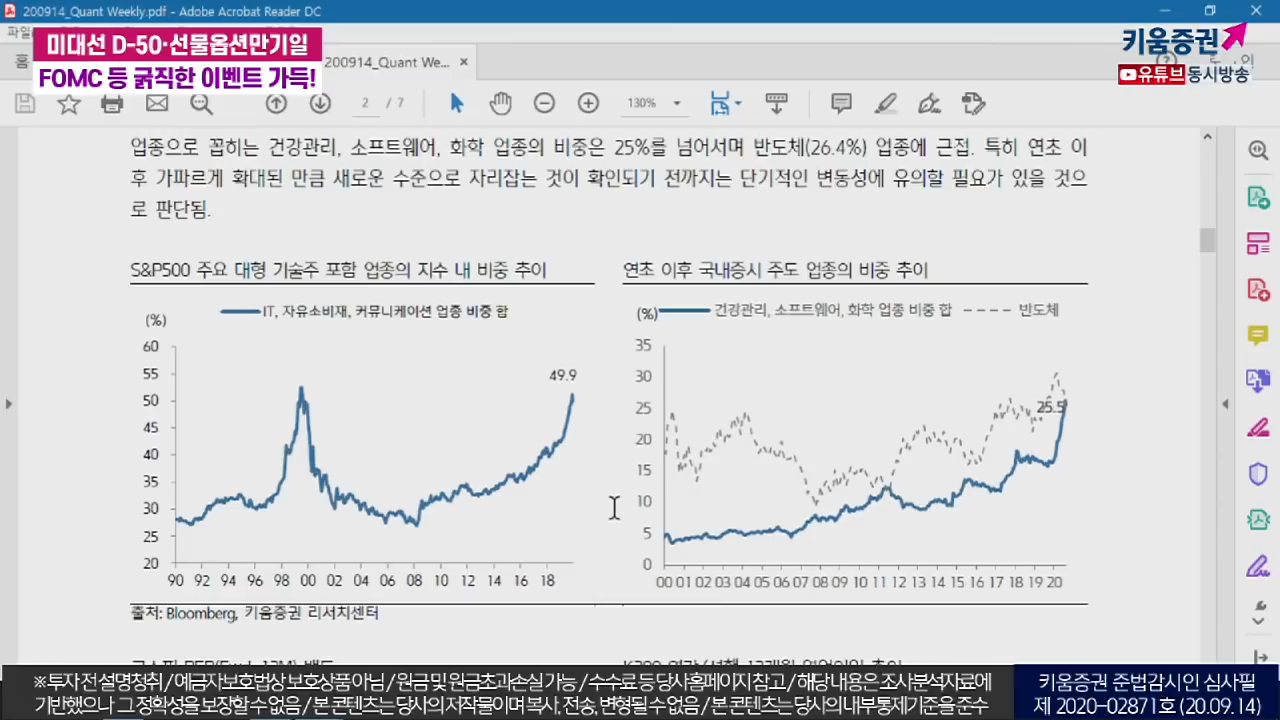 200914_Quant Weekly.pdf - Adobe Acrobat Reader DC
미대선 D-50·선물옵션만기일
FOMC 등 굵직한 이벤트 가득!
홈
200914_Quant We... ×
키움증권
유튜브동시방송
2 / 7
130%
업종으로 꼽히는 건강관리, 소프트웨어, 화학 업종의 비중은 25%를 넘어서며 반도체(26.4%) 업종에 근접. 특히 연초 이
후 가파르게 확대된 만큼 새로운 수준으로 자리잡는 것이 확인되기 전까지는 단기적인 변동성에 유의할 필요가 있을 것으
로 판단됨.
S&P500 주요 대형 기술주 포함 업종의 지수 내 비중 추이
(%)
IT, 자유소비재, 커뮤니케이션 업종 비중 합
60
55
50
45
40
35
30
25
20
49.9
90 92 94 96 98 00 02 04 06 08 10 12 14 16 18
연초 이후 국내증시 주도 업종의 비중 추이
(%)
건강관리, 소프트웨어, 화학 업종 비중 합
반도체
35
30
25
20
15
10
5
0
25.5
00 01 02 03 04 05 06 07 08 09 10 11 12 13 14 15 16 17 18 19 20
출처: Bloomberg, 키움증권 리서치센터
※투자 전 설명청취 / 예금자보호법상 보호상품 아님 / 원금 및 원금초과손실 가능 / 수수료 등 당사홈페이지 참고 / 해당 내용은 조사분석자료에
기반했으나 그 정확성을 보장할 수 없음 / 본 콘텐츠는 당사의 저작물이며 복사, 전송, 변형될 수 없음 / 본 콘텐츠는 당사의 내부통제기준을 준수
키움증권 준법감시인 심사필
제 2020-02871호 (20.09.14)